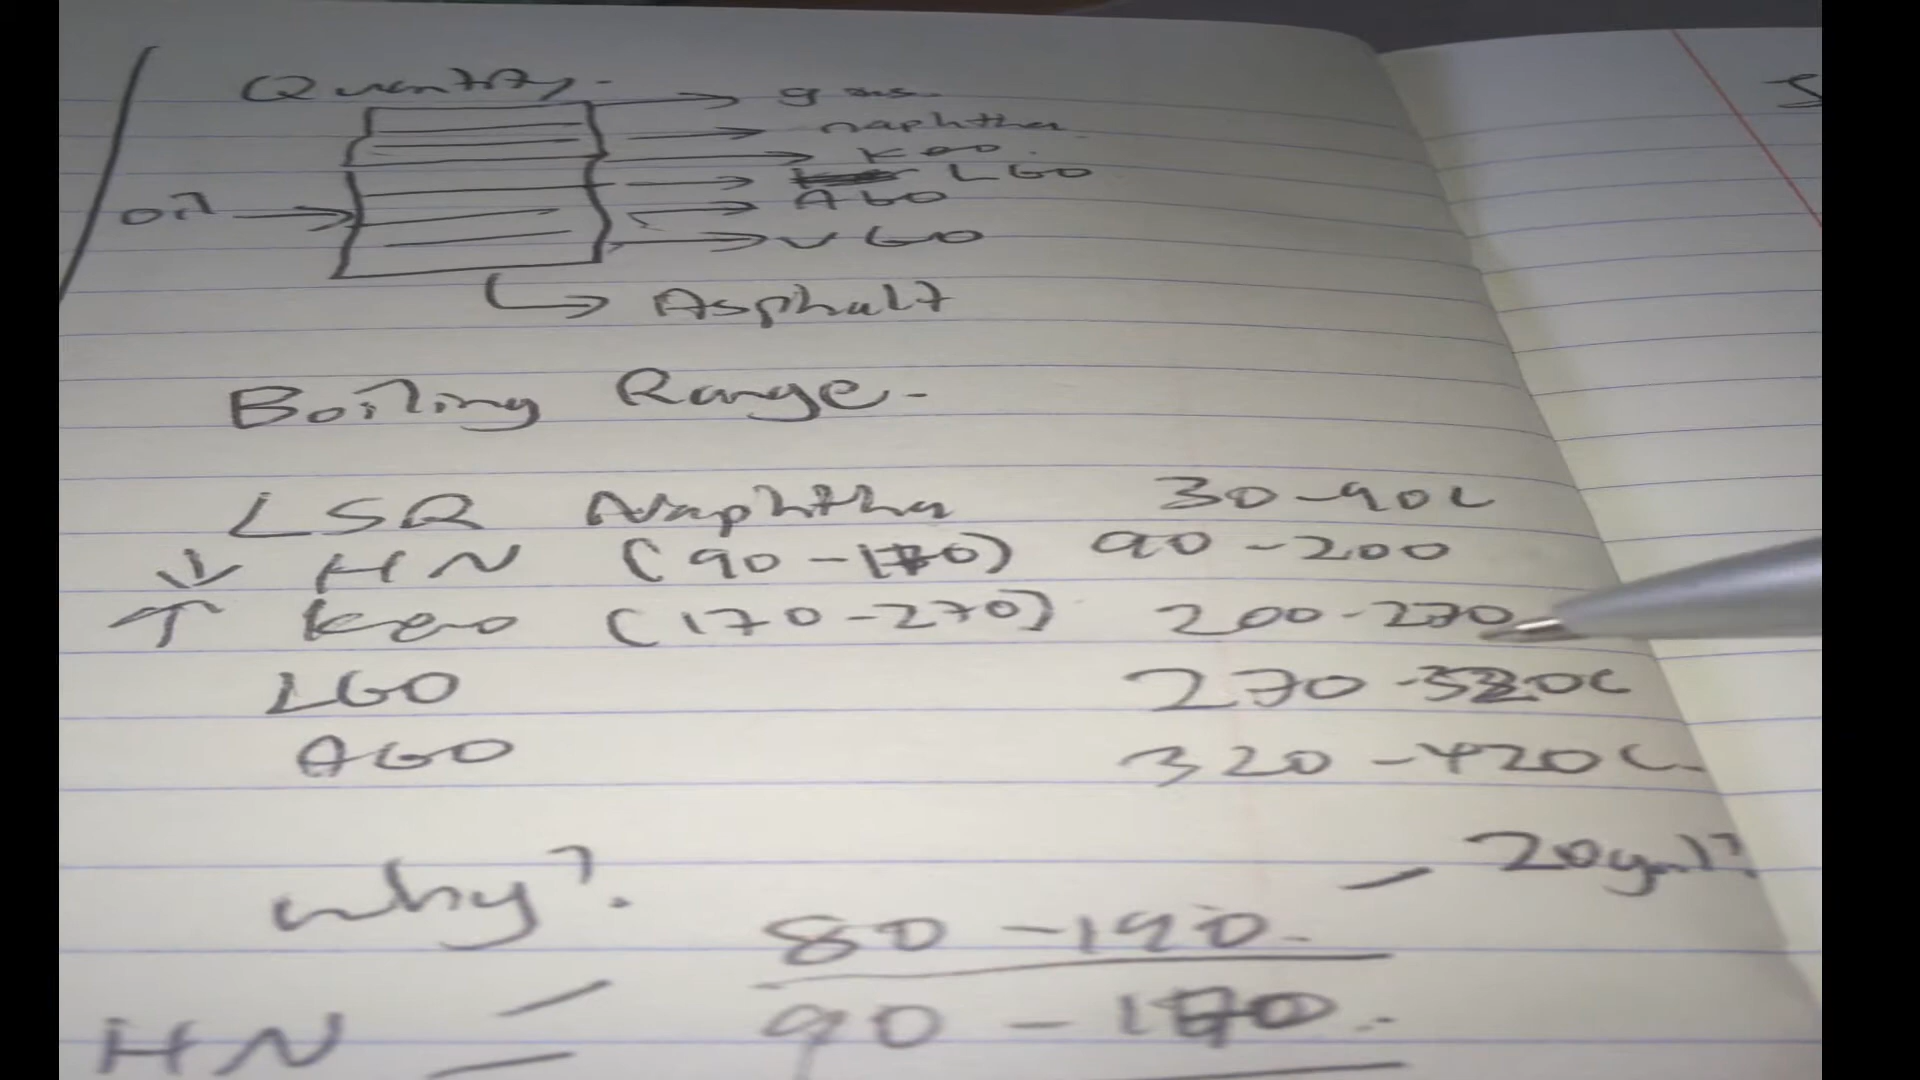 Quantity.
gas.
naphtha
oil
keo.
LGO
AGO
VGO
Asphalt
Boiling Range.
LSR Naphtha 30-90C
HN (90-170) 90-200
keo (170-270) 200-270
LGO 270-320C
AGO 320-420C
why?
80-190.
HN 90-170.